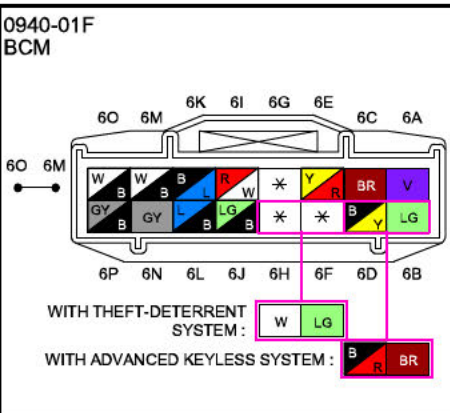 0940-01F
BCM
6K 6I 6G 6E
6O 6M 6C 6A
6O 6M
W B W B B L R W * Y R BR V
GY B GY L B LG B * * B Y LG
6P 6N 6L 6J 6H 6F 6D 6B
WITH THEFT-DETERRENT
SYSTEM : W LG
WITH ADVANCED KEYLESS SYSTEM : B R BR